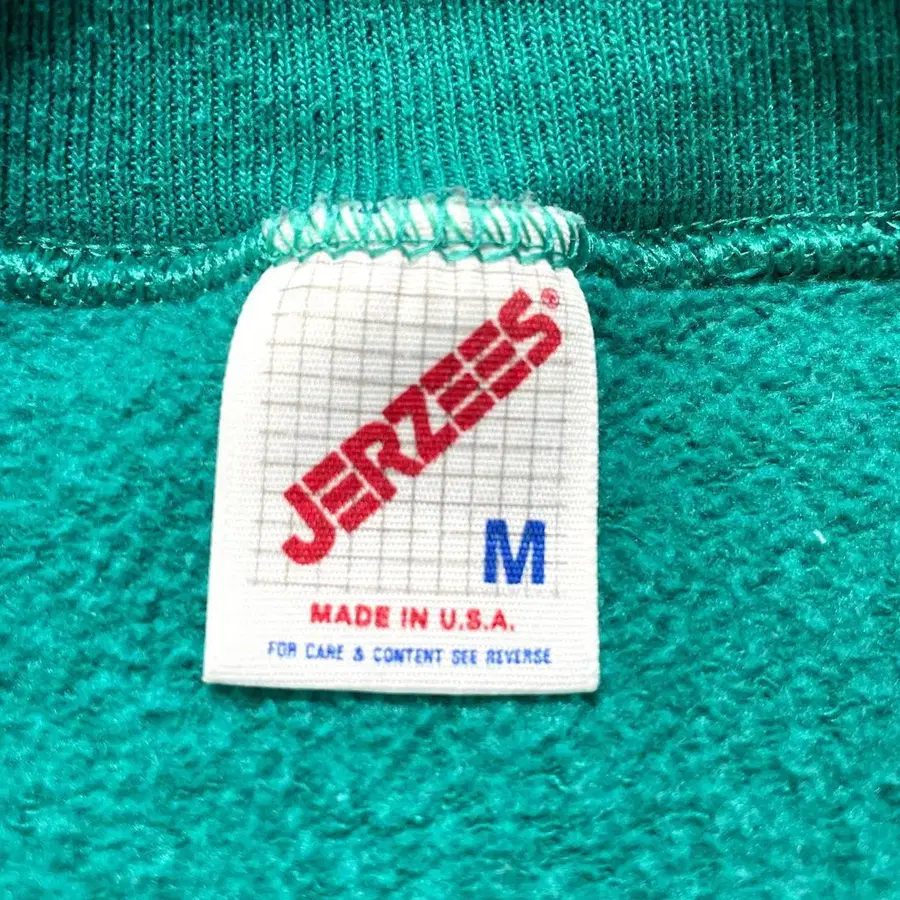 JERZEES®
M
MADE IN U.S.A.
FOR CARE & CONTENT SEE REVERSE